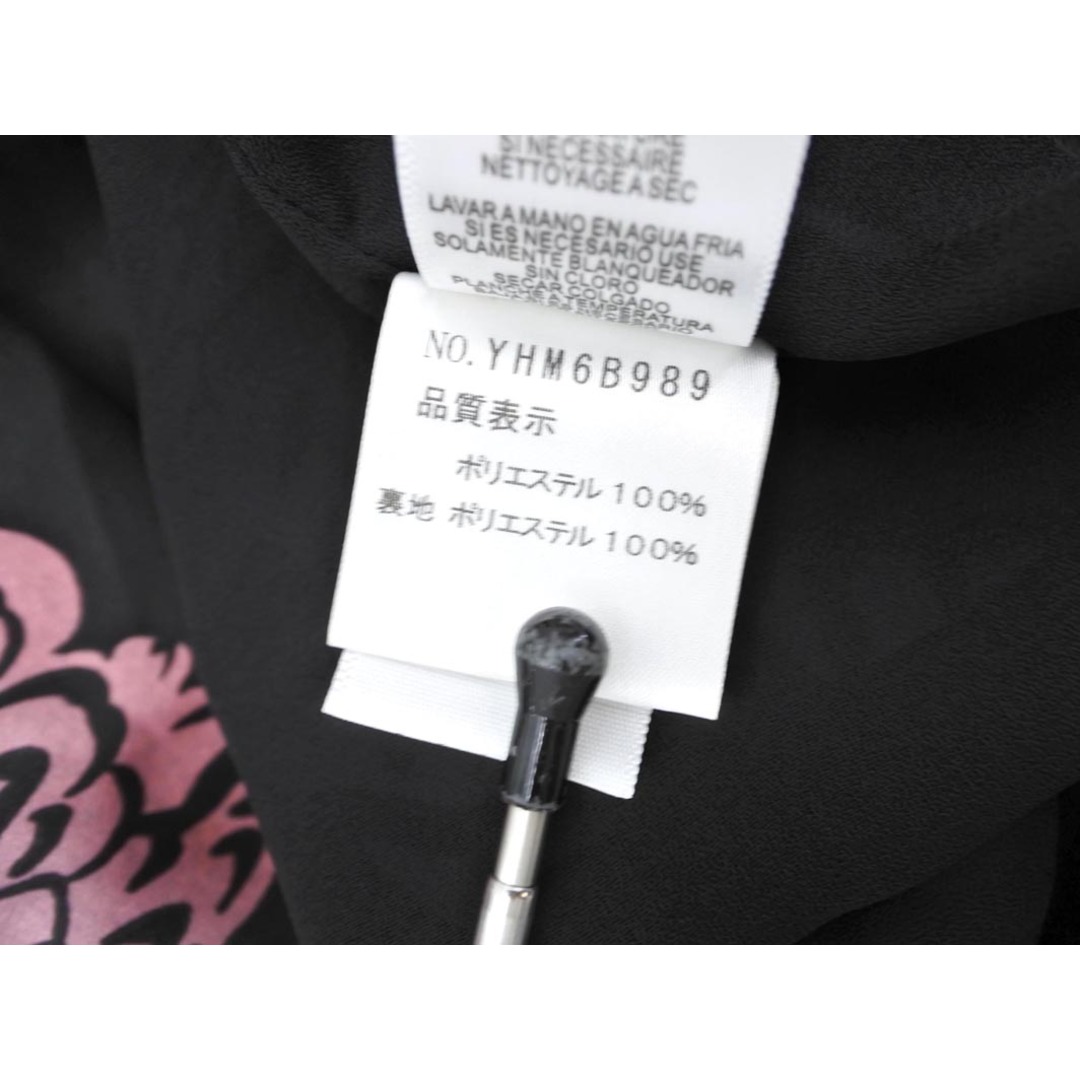 SI NECESSAIRE
NETTOYAGE A SEC
LAVAR A MANO EN AGUA FRIA
SI ES NECESARIO USE
SOLAMENTE BLANQUEADOR
SIN CLORO
SECAR COLGADO
PLANCHE A TEMPERATURA
NO. YHM6B989
品質表示
ポリエステル 100%
裏地 ポリエステル 100%